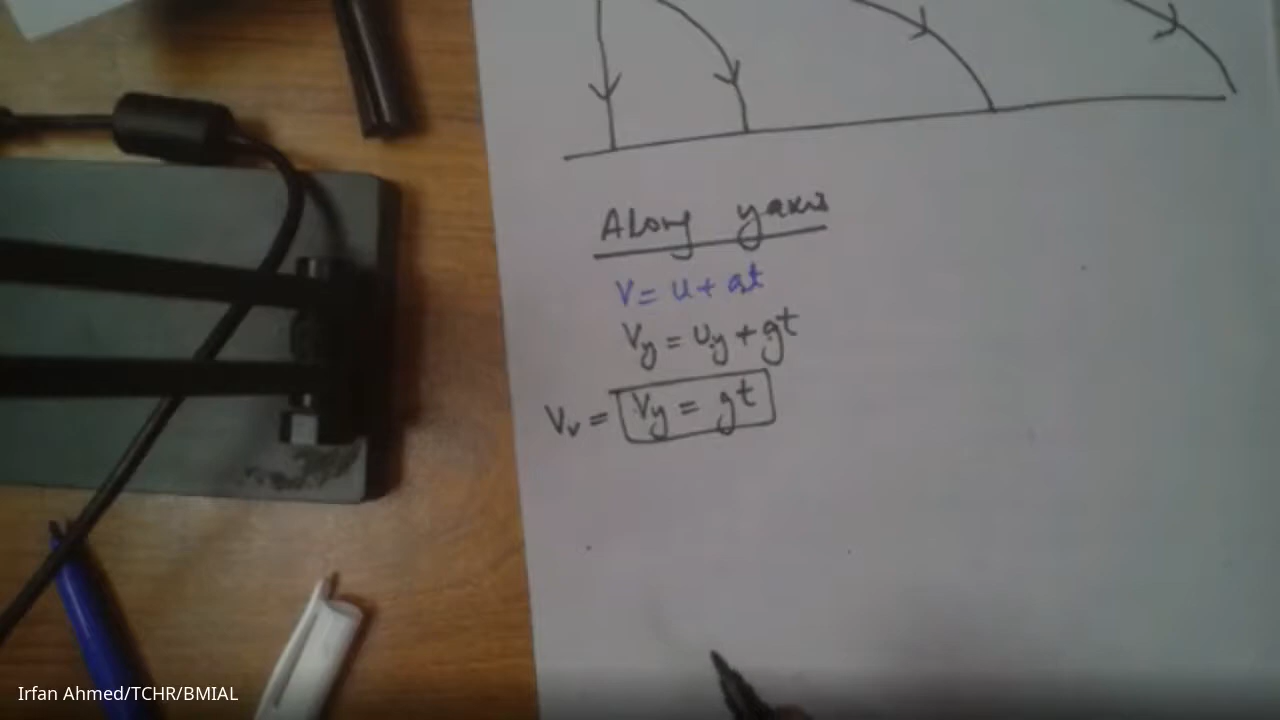 Along y axis
V = u + at
Vy = Uy + gt
Vv = Vy = gt
Irfan Ahmed/TCHR/BMIAL